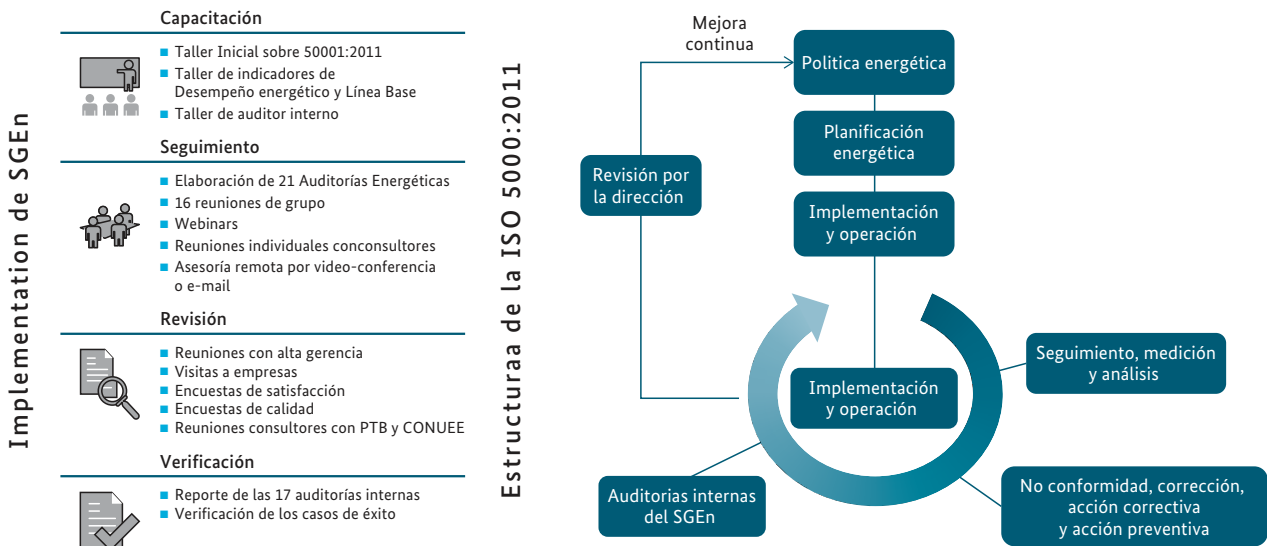 Implementation de SGEn
Capacitación
Taller Inicial sobre 50001:2011
Taller de indicadores de
Desempeño energético y Línea Base
Taller de auditor interno
Seguimiento
Elaboración de 21 Auditorías Energéticas
16 reuniones de grupo
Webinars
Reuniones individuales conconsultores
Asesoría remota por video-conferencia
o e-mail
Revisión
Reuniones con alta gerencia
Visitas a empresas
Encuestas de satisfacción
Encuestas de calidad
Reuniones consultores con PTB y CONUEE
Verificación
Reporte de las 17 auditorías internas
Verificación de los casos de éxito
Estructuraa de la ISO 5000:2011
Mejora
continua
Politica energética
Planificación
energética
Revisión por
la dirección
Implementación
y operación
Seguimiento, medición
y análisis
Implementación
y operación
Auditorias internas
del SGEn
No conformidad, corrección,
acción correctiva
y acción preventiva